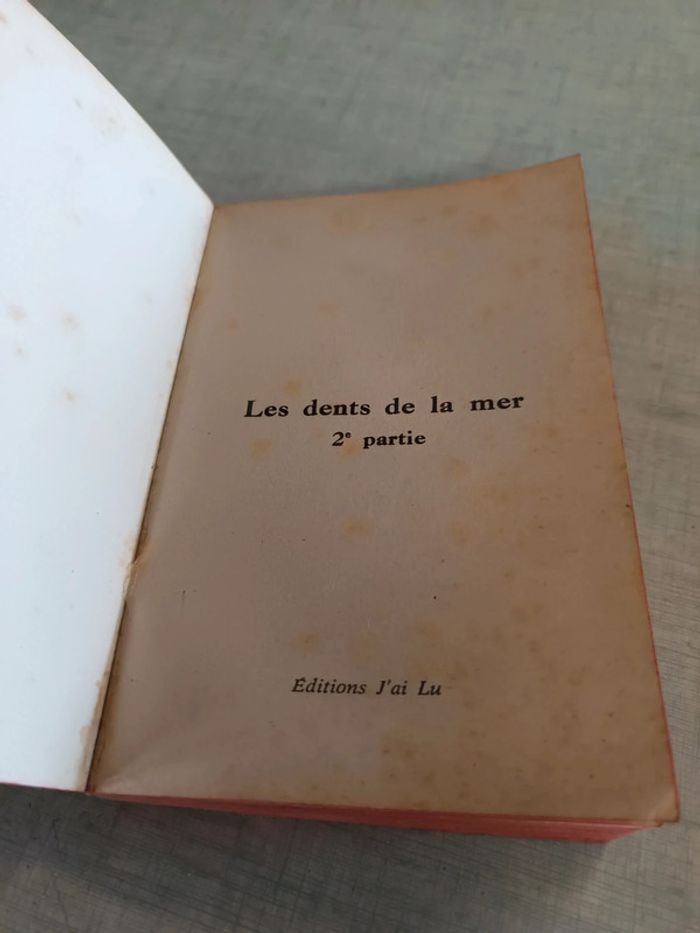 Les dents de la mer
2e partie
Éditions J'ai Lu